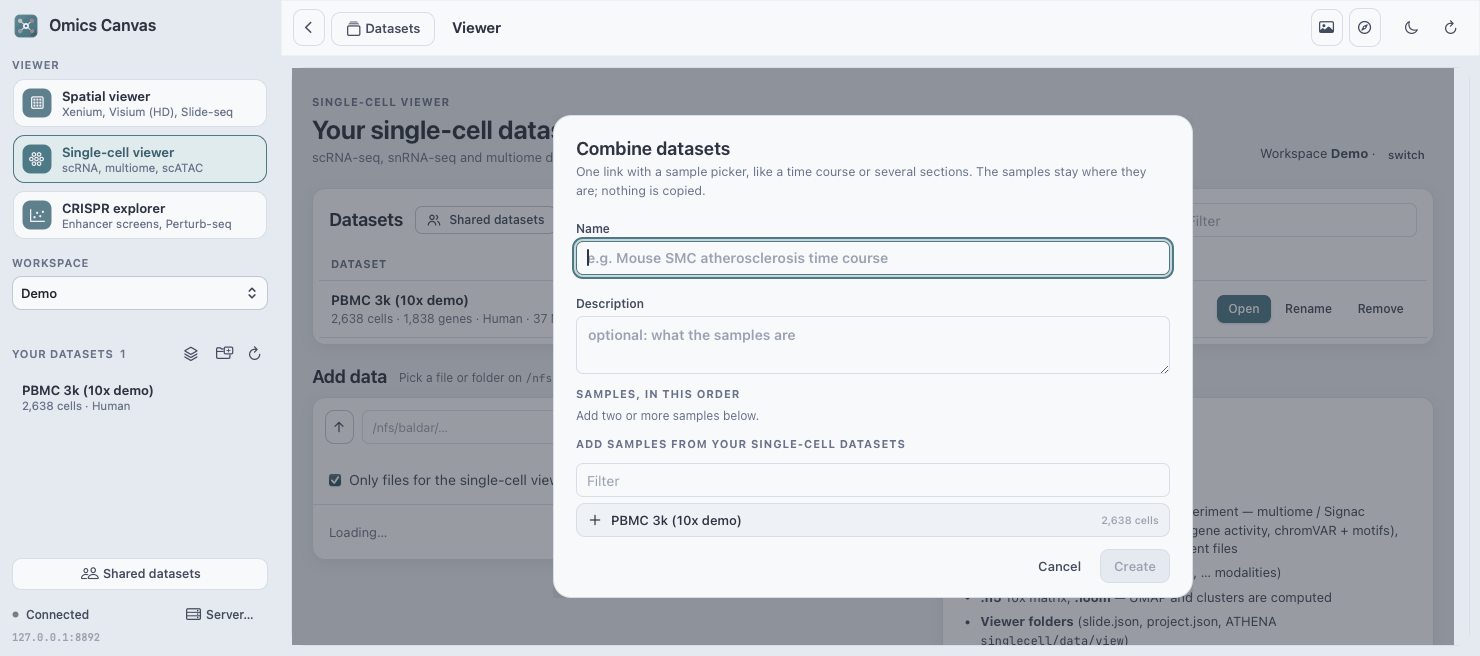 Omics Canvas
VIEWER
Spatial viewer
Xenium, Visium (HD), Slide-seq
Single-cell viewer
scRNA, multiome, scATAC
CRISPR explorer
Enhancer screens, Perturb-seq
WORKSPACE
Demo
YOUR DATASETS 1
PBMC 3k (10x demo)
2,638 cells · Human
Shared datasets
Connected
Server...
127.0.0.1:8892
Datasets
Viewer
SINGLE-CELL VIEWER
Your single-cell datas
scRNA-seq, snRNA-seq and multiome d
Workspace Demo · switch
Datasets
Shared datasets
Filter
DATASET
PBMC 3k (10x demo)
2,638 cells · 1,838 genes · Human · 37
Open
Rename
Remove
Add data
Pick a file or folder on /nfs
/nfs/baldar/...
Only files for the single-cell view
Loading...
Combine datasets
One link with a sample picker, like a time course or several sections. The samples stay where they
are; nothing is copied.
Name
e.g. Mouse SMC atherosclerosis time course
Description
optional: what the samples are
SAMPLES, IN THIS ORDER
Add two or more samples below.
ADD SAMPLES FROM YOUR SINGLE-CELL DATASETS
Filter
+ PBMC 3k (10x demo)
2,638 cells
Cancel
Create
eriment — multiome / Signac
gene activity, chromVAR + motifs),
ent files
, … modalities)
10x matrix, — UMAP and clusters are computed
• Viewer folders (slide.json, project.json, ATHENA
singlecell/data/view)